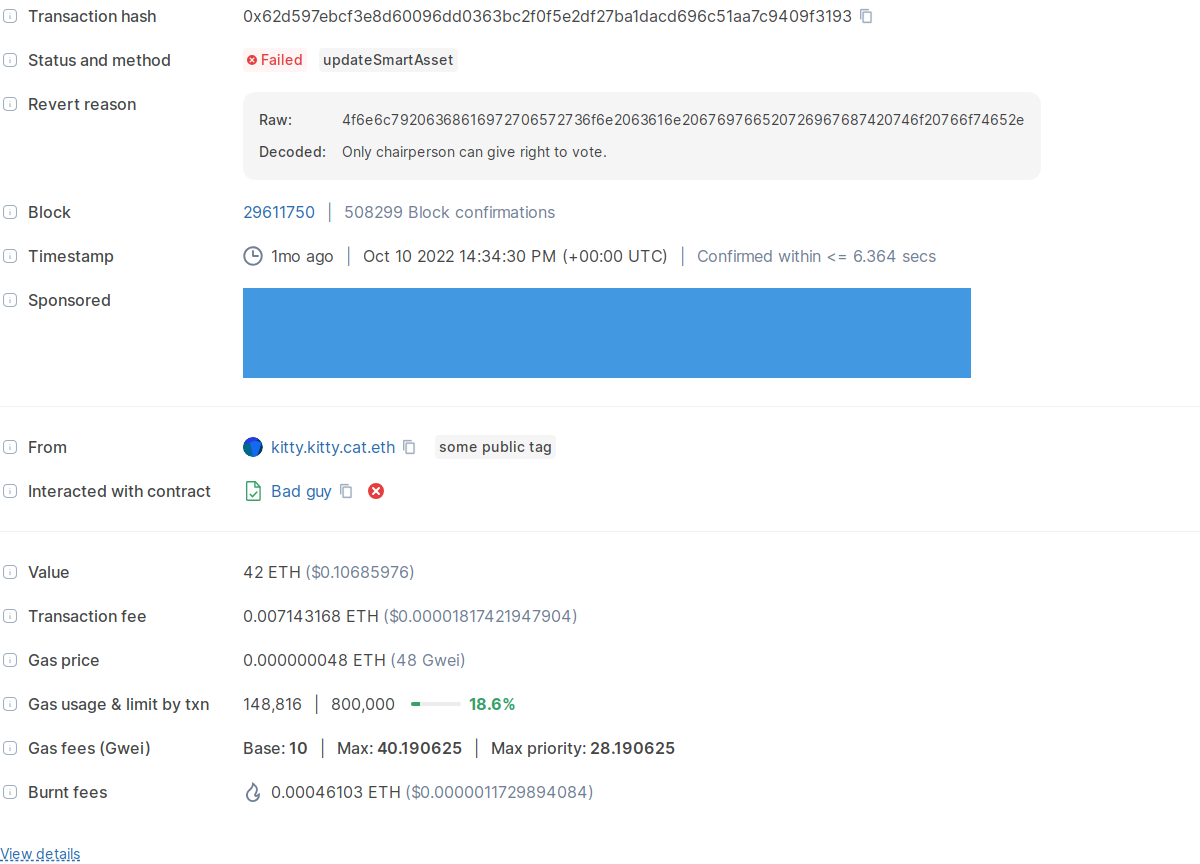 Transaction hash 0x62d597ebcf3e8d60096dd0363bc2f0f5e2df27ba1dacd696c51aa7c9409f3193
Status and method Failed updateSmartAsset
Revert reason
Raw: 4f6e6c79206368616972706572736f6e2063616e206769766520726967687420746f20766f74652e
Decoded: Only chairperson can give right to vote.
Block 29611750 | 508299 Block confirmations
Timestamp 1mo ago | Oct 10 2022 14:34:30 PM (+00:00 UTC) | Confirmed within <= 6.364 secs
Sponsored
From kitty.kitty.cat.eth some public tag
Interacted with contract Bad guy
Value 42 ETH ($0.10685976)
Transaction fee 0.007143168 ETH ($0.00001817421947904)
Gas price 0.000000048 ETH (48 Gwei)
Gas usage & limit by txn 148,816 | 800,000 18.6%
Gas fees (Gwei) Base: 10 | Max: 40.190625 | Max priority: 28.190625
Burnt fees 0.00046103 ETH ($0.0000011729894084)
View details